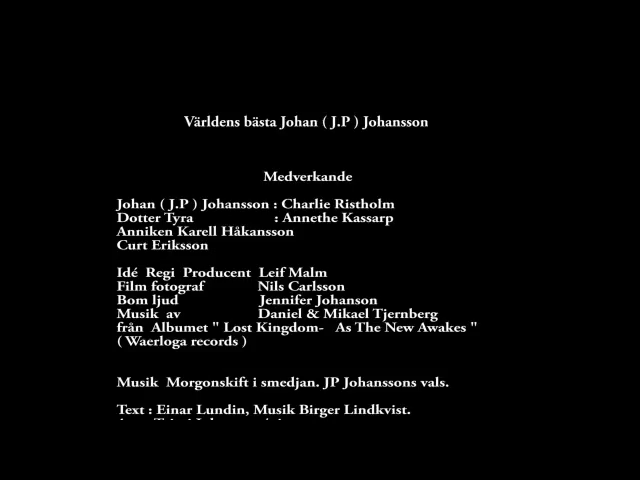 Världens bästa Johan ( J.P ) Johansson
Medverkande
Johan ( J.P ) Johansson : Charlie Ristholm
Dotter Tyra : Annethe Kassarp
Anniken Karell Håkansson
Curt Eriksson
Idé Regi Producent Leif Malm
Film fotograf Nils Carlsson
Bom ljud Jennifer Johanson
Musik av Daniel & Mikael Tjernberg
från Albumet " Lost Kingdom- As The New Awakes "
( Waerloga records )
Musik Morgonskift i smedjan. JP Johanssons vals.
Text : Einar Lundin, Musik Birger Lindkvist.